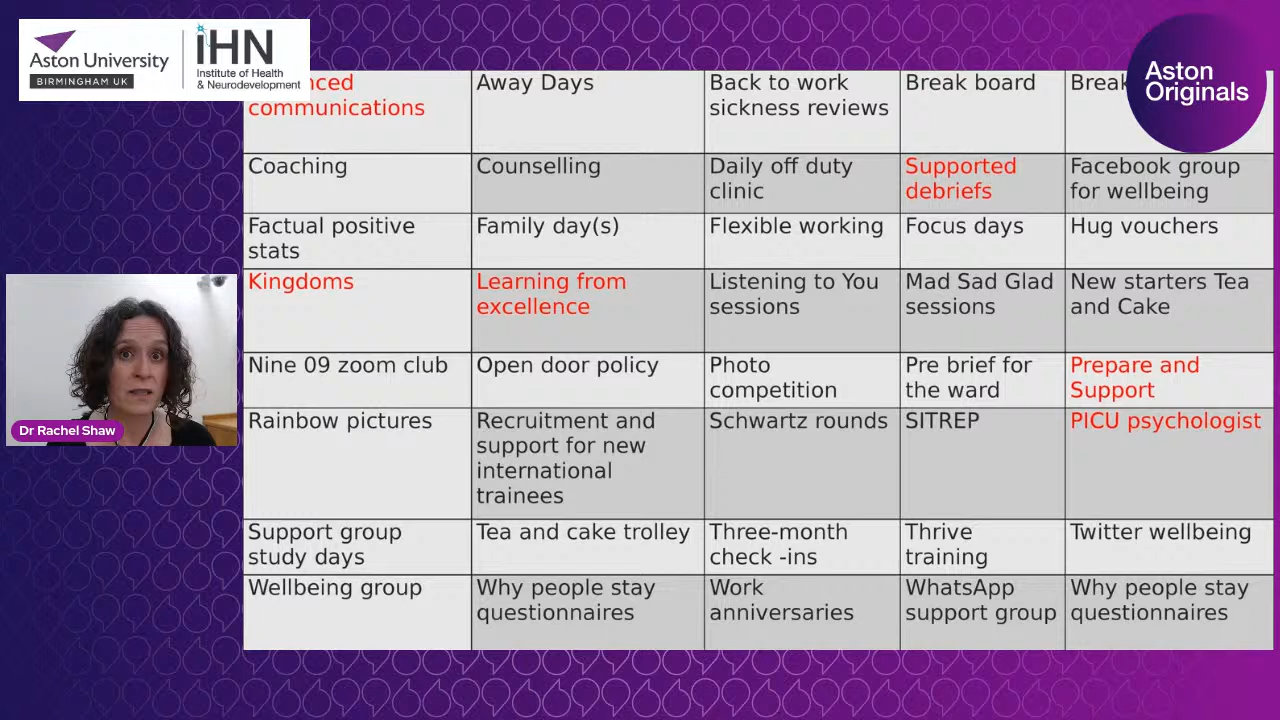 Aston University
BIRMINGHAM UK
iHN
Institute of Health
& Neurodevelopment
Aston
Originals
communications
Away Days
Back to work
sickness reviews
Break board
Coaching
Counselling
Daily off duty
clinic
Supported
debriefs
Facebook group
for wellbeing
Factual positive
stats
Family day(s)
Flexible working
Focus days
Hug vouchers
Kingdoms
Learning from
excellence
Listening to You
sessions
Mad Sad Glad
sessions
New starters Tea
and Cake
Nine 09 zoom club
Open door policy
Photo
competition
Pre brief for
the ward
Prepare and
Support
Rainbow pictures
Recruitment and
support for new
international
trainees
Schwartz rounds
SITREP
PICU psychologist
Support group
study days
Tea and cake trolley
Three-month
check -ins
Thrive
training
Twitter wellbeing
Wellbeing group
Why people stay
questionnaires
Work
anniversaries
WhatsApp
support group
Why people stay
questionnaires
Dr Rachel Shaw